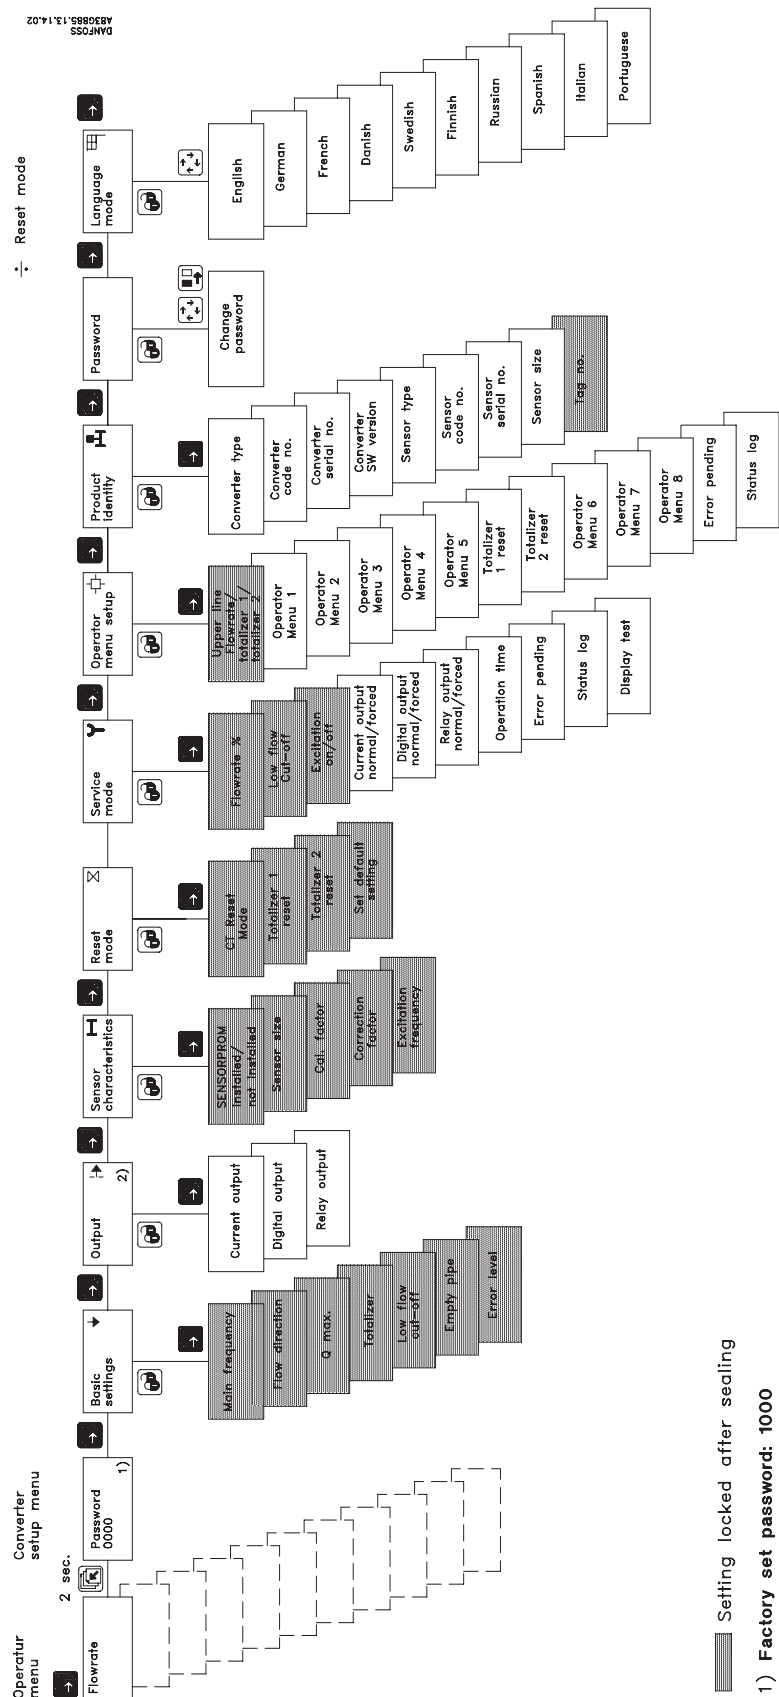 Operatur
menu
Converter
setup menu
÷ Reset mode
DANFOSS
A83G885.13.14.02
Flowrate
2 sec.
Password
0000
1)
Basic
settings
Main frequency
Flow direction
Q max.
Totalizer
Low flow
cut-off
Empty pipe
Error level
Output
2)
Current output
Digital output
Relay output
Sensor
characteristics
SENSORPROM
installed/
not installed
Sensor size
Cal. factor
Correction
factor
Excitation
frequency
Reset
mode
CT Reset
Mode
Totalizer 1
reset
Totalizer 2
reset
Set default
setting
Service
mode
Flowrate %
Low flow
Cut-off
Excitation
on/off
Current output
normal/forced
Digital output
normal/forced
Relay output
normal/forced
Operation time
Error pending
Status log
Display test
Operator
menu setup
Upper line
Flowrate/
totalizer 1/
totalizer 2
Operator
Menu 1
Operator
Menu 2
Operator
Menu 3
Operator
Menu 4
Operator
Menu 5
Totalizer
1 reset
Totalizer
2 reset
Operator
Menu 6
Operator
Menu 7
Operator
Menu 8
Error pending
Status log
Product
identity
Converter type
Converter
code no.
Converter
serial no.
Converter
SW version
Sensor type
Sensor
code no.
Sensor
serial no.
Sensor size
Tag no.
Password
Change
password
Language
mode
English
German
French
Danish
Swedish
Finnish
Russian
Spanish
Italian
Portuguese
Setting locked after sealing
1) Factory set password: 1000